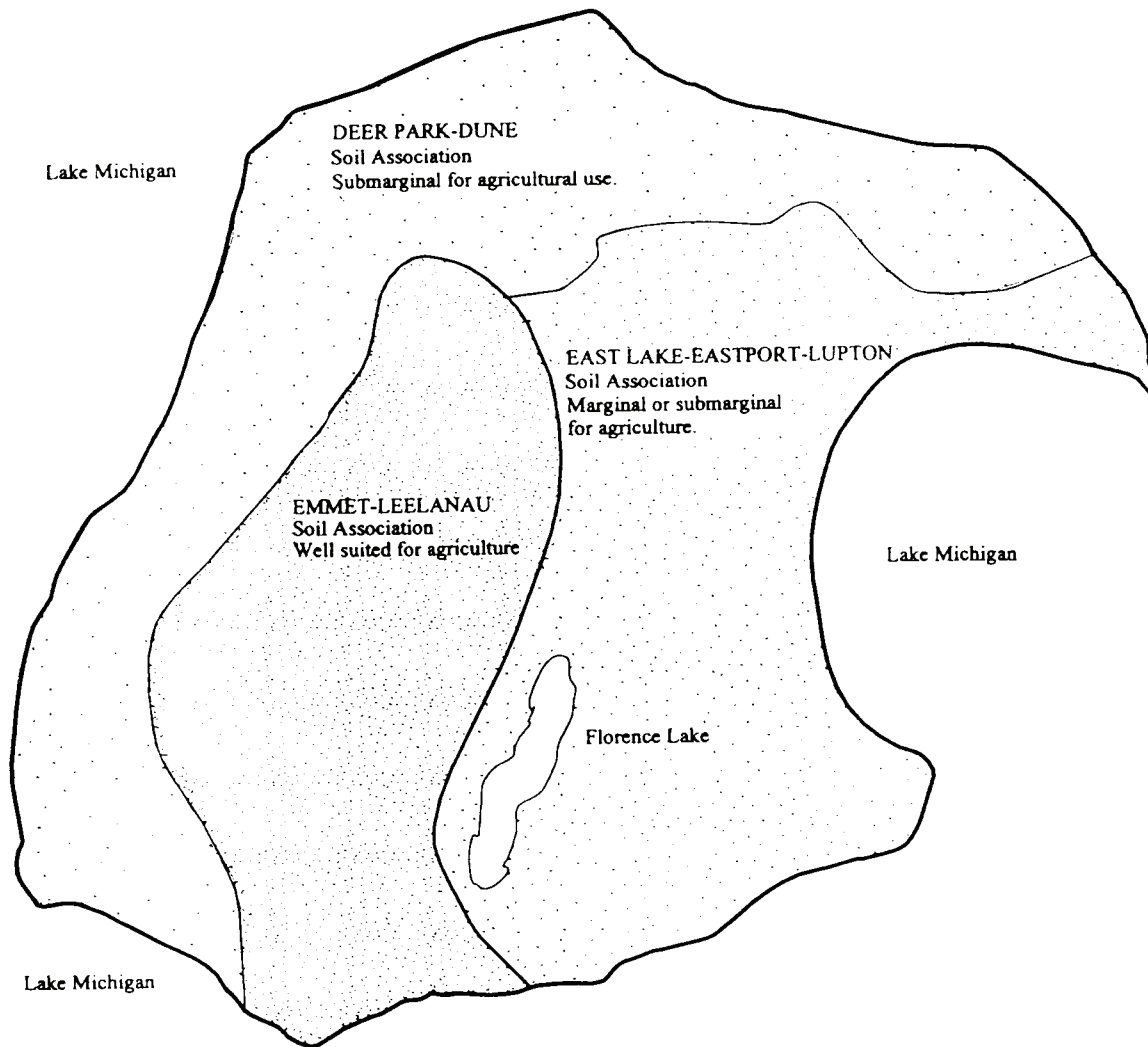 DEER PARK-DUNE
Soil Association
Submarginal for agricultural use.
Lake Michigan
EAST LAKE-EASTPORT-LUPTON
Soil Association
Marginal or submarginal
for agriculture.
EMMET-LEELANAU
Soil Association
Well suited for agriculture
Lake Michigan
Florence Lake
Lake Michigan